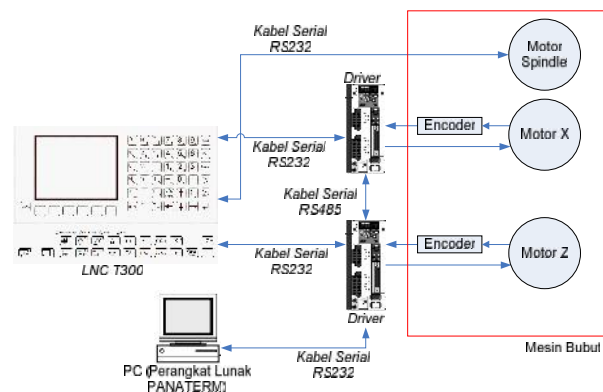 Kabel Serial
RS232
Motor
Spindle
Driver
Encoder
Motor X
Kabel Serial
RS232
Kabel Serial
RS485
LNC T300
Kabel Serial
RS232
Encoder
Motor Z
Driver
PC (Perangkat Lunak
PANATERM)
Kabel Serial
RS232
Mesin Bubut